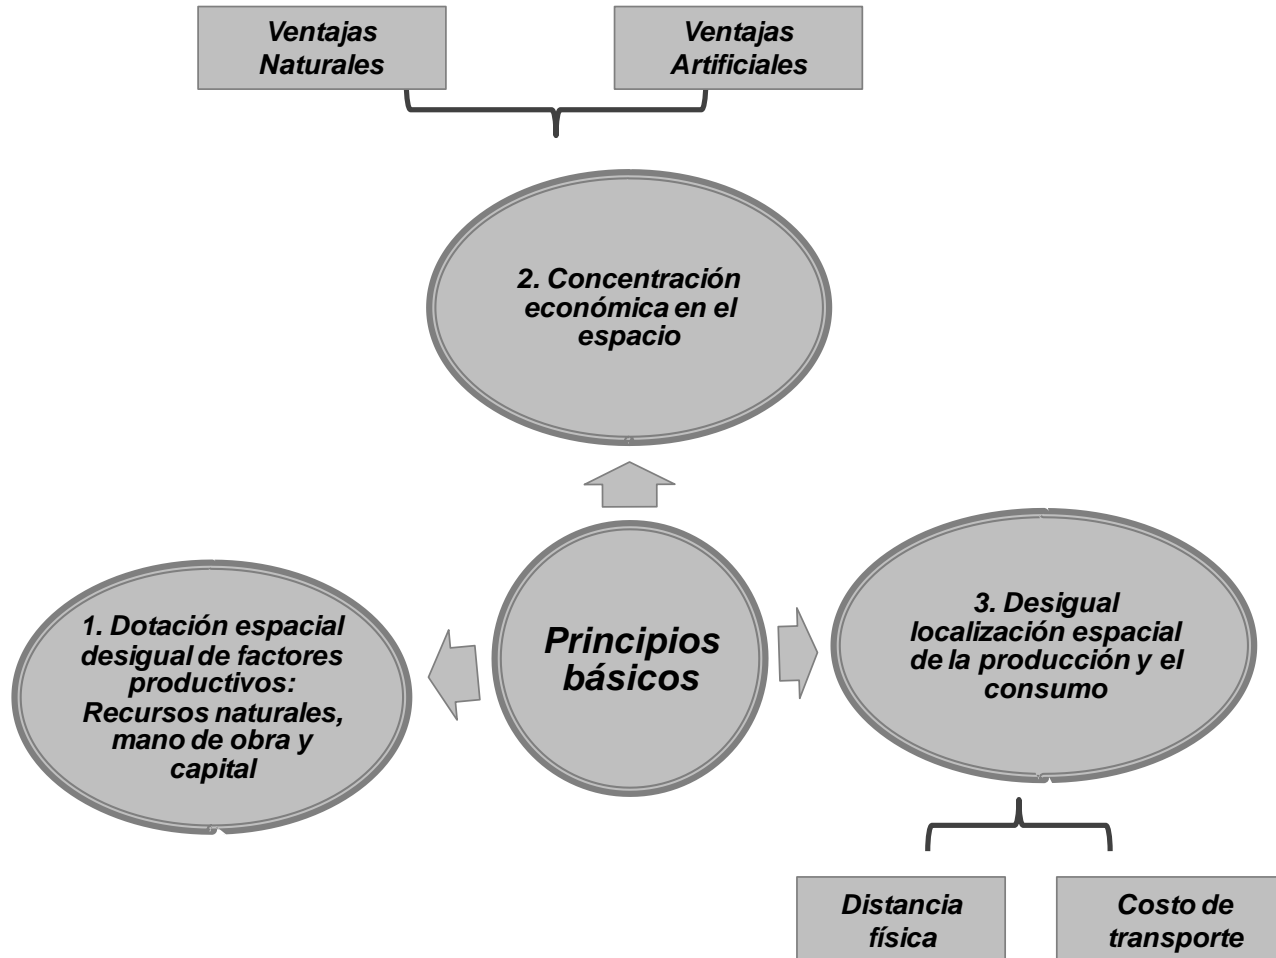 Ventajas
Naturales
Ventajas
Artificiales
2. Concentración
económica en el
espacio
Principios
básicos
1. Dotación espacial
desigual de factores
productivos:
Recursos naturales,
mano de obra y
capital
3. Desigual
localización espacial
de la producción y el
consumo
Distancia
física
Costo de
transporte